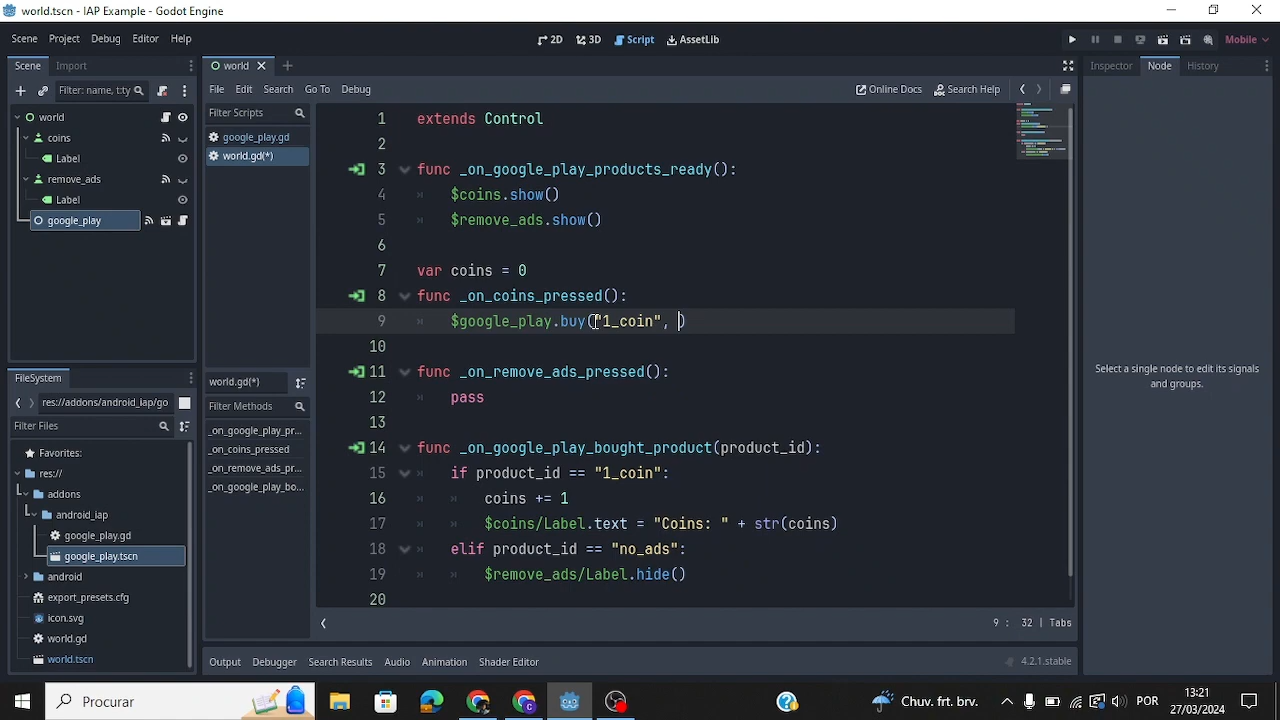 world.tscn - IAP Example - Godot Engine
Scene Project Debug Editor Help
2D 3D Script AssetLib
Mobile
Scene Import
Filter: name, t:ty
world
coins
Label
remove_ads
Label
google_play
FileSystem
res://addons/android_iap/go
Filter Files
Favorites:
res://
addons
android_iap
google_play.gd
google_play.tscn
android
export_presets.cfg
icon.svg
world.gd
world.tscn
world
File Edit Search Go To Debug
Online Docs Search Help
Filter Scripts
google_play.gd
world.gd(*)
world.gd(*)
Filter Methods
_on_google_play_pr...
_on_coins_pressed
_on_remove_ads_pr...
_on_google_play_bo...
1 extends Control
2
3 func _on_google_play_products_ready():
4 $coins.show()
5 $remove_ads.show()
6
7 var coins = 0
8 func _on_coins_pressed():
9 $google_play.buy("1_coin", )
10
11 func _on_remove_ads_pressed():
12 pass
13
14 func _on_google_play_bought_product(product_id):
15 if product_id == "1_coin":
16 coins += 1
17 $coins/Label.text = "Coins: " + str(coins)
18 elif product_id == "no_ads":
19 $remove_ads/Label.hide()
20
9 : 32 | Tabs
Output Debugger Search Results Audio Animation Shader Editor
4.2.1.stable
Inspector Node History
Select a single node to edit its signals
and groups.
Procurar
Chuv. frt. brv.
POR
13:21
27/03/2024